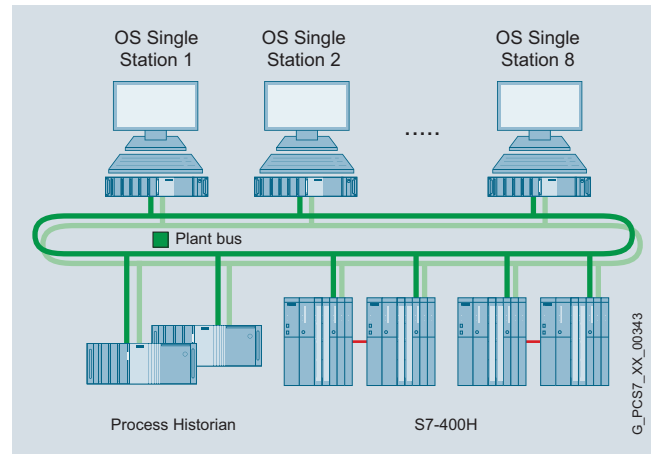 OS Single
Station 1
OS Single
Station 2
OS Single
Station 8
.....
Plant bus
Process Historian
S7-400H
G_PCS7_XX_00343